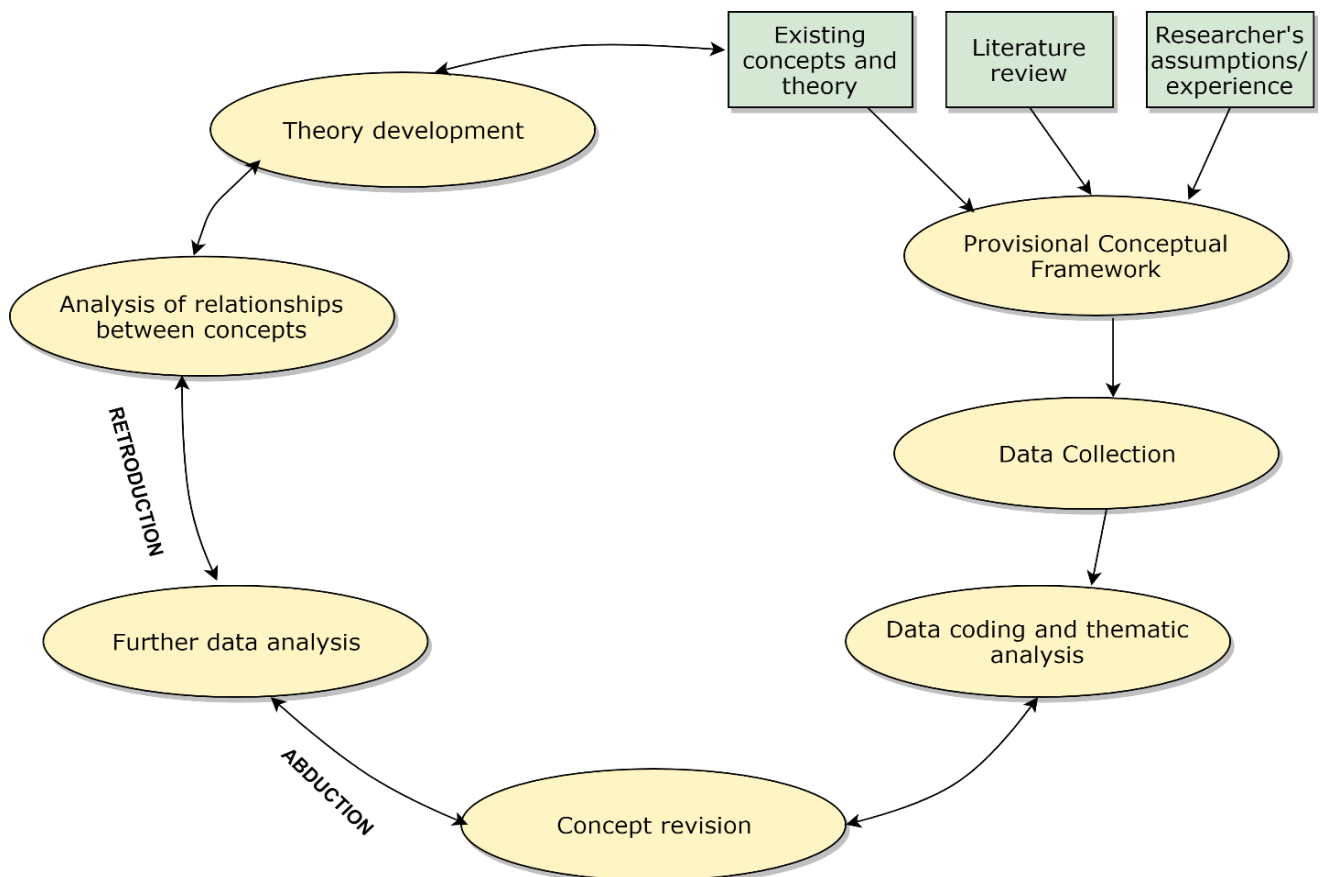 Existing
concepts and
theory
Literature
review
Researcher's
assumptions/
experience
Theory development
Provisional Conceptual
Framework
Analysis of relationships
between concepts
RETRODUCTION
Data Collection
Further data analysis
Data coding and thematic
analysis
ABDUCTION
Concept revision